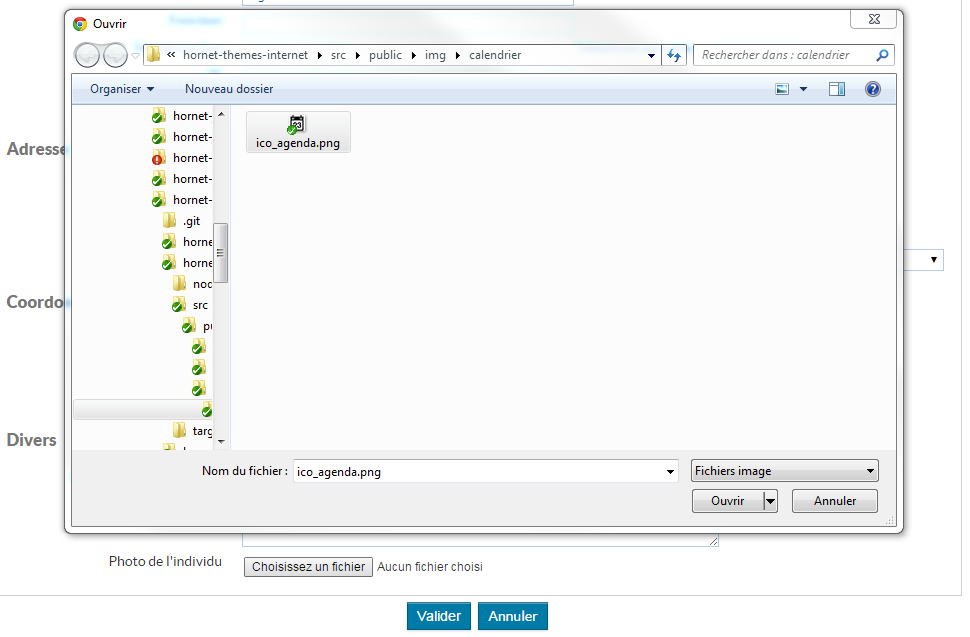 Ouvrir
« hornet-themes-internet ▸ src ▸ public ▸ img ▸ calendrier
Rechercher dans : calendrier
Organiser
Nouveau dossier
hornet-
hornet-
hornet-
hornet-
hornet-
.git
horne
horne
noc
src
pu
targ
23
ico_agenda.png
Adresse
Coordo
Divers
Nom du fichier :
ico_agenda.png
Fichiers image
Ouvrir
Annuler
Photo de l'individu
Choisissez un fichier
Aucun fichier choisi
Valider
Annuler